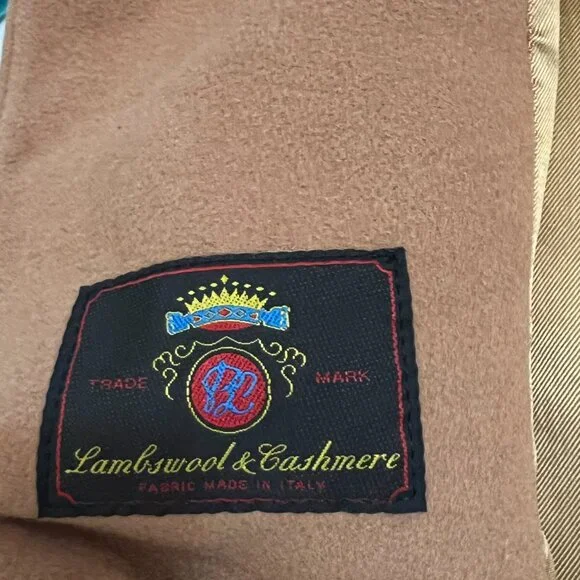 TRADE MARK
Lambswool & Cashmere
FABRIC MADE IN ITALY